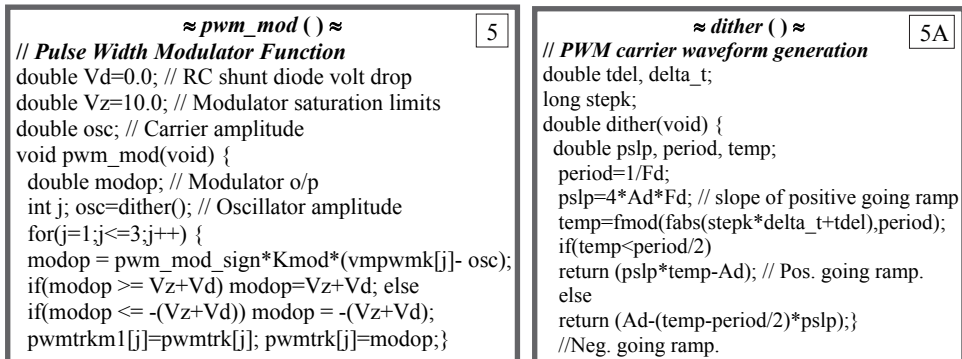 ≈ pwm_mod ( ) ≈
5
// Pulse Width Modulator Function
double Vd=0.0; // RC shunt diode volt drop
double Vz=10.0; // Modulator saturation limits
double osc; // Carrier amplitude
void pwm_mod(void) {
double modop; // Modulator o/p
int j; osc=dither(); // Oscillator amplitude
for(j=1;j<=3;j++) {
modop = pwm_mod_sign*Kmod*(vmpwmk[j]- osc);
if(modop >= Vz+Vd) modop=Vz+Vd; else
if(modop <= -(Vz+Vd)) modop = -(Vz+Vd);
pwmtrkm1[j]=pwmtrk[j]; pwmtrk[j]=modop;}
≈ dither ( ) ≈
5A
// PWM carrier waveform generation
double tdel, delta_t;
long stepk;
double dither(void) {
double pslp, period, temp;
period=1/Fd;
pslp=4*Ad*Fd; // slope of positive going ramp
temp=fmod(fabs(stepk*delta_t+tdel),period);
if(temp<period/2)
return (pslp*temp-Ad); // Pos. going ramp.
else
return (Ad-(temp-period/2)*pslp);}
//Neg. going ramp.